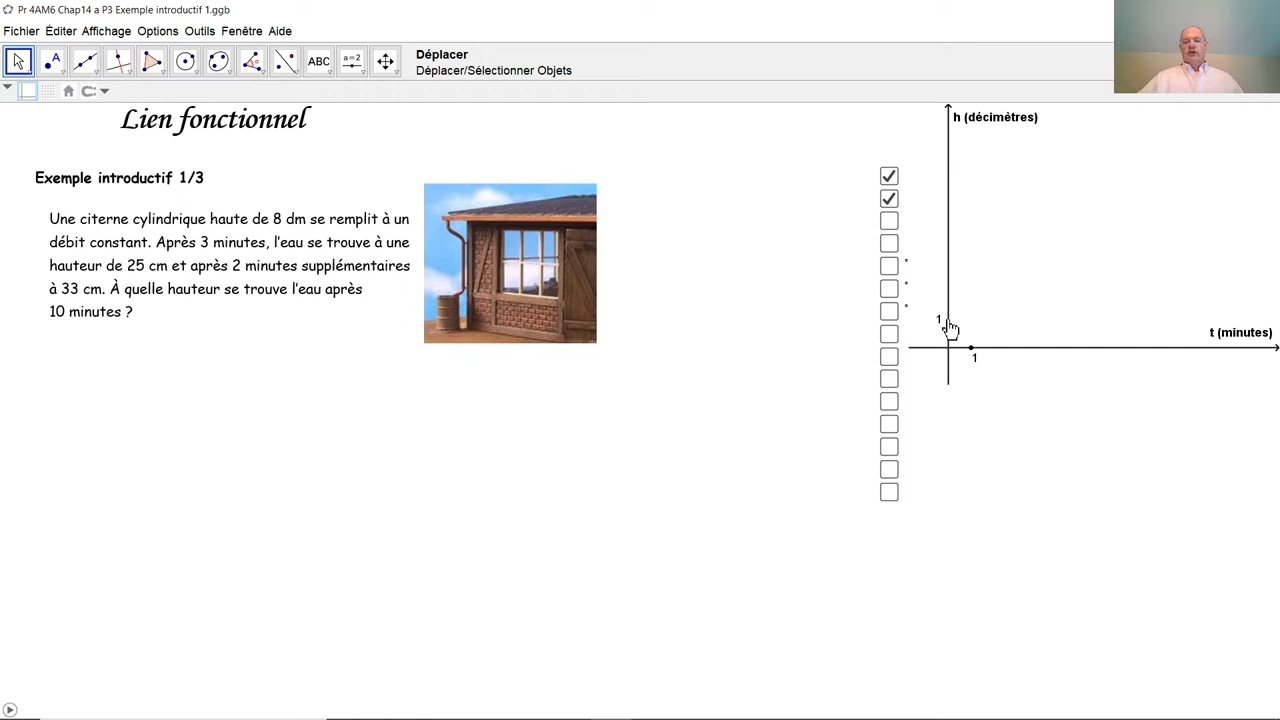 Pr 4AM6 Chap14 a P3 Exemple introductif 1.ggb
Fichier Éditer Affichage Options Outils Fenêtre Aide
A
ABC
a=2
Déplacer
Déplacer/Sélectionner Objets
Lien fonctionnel
h (décimètres)
Exemple introductif 1/3
Une citerne cylindrique haute de 8 dm se remplit à un
débit constant. Après 3 minutes, l'eau se trouve à une
hauteur de 25 cm et après 2 minutes supplémentaires
à 33 cm. À quelle hauteur se trouve l'eau après
10 minutes ?
*
*
*
1
t (minutes)
1